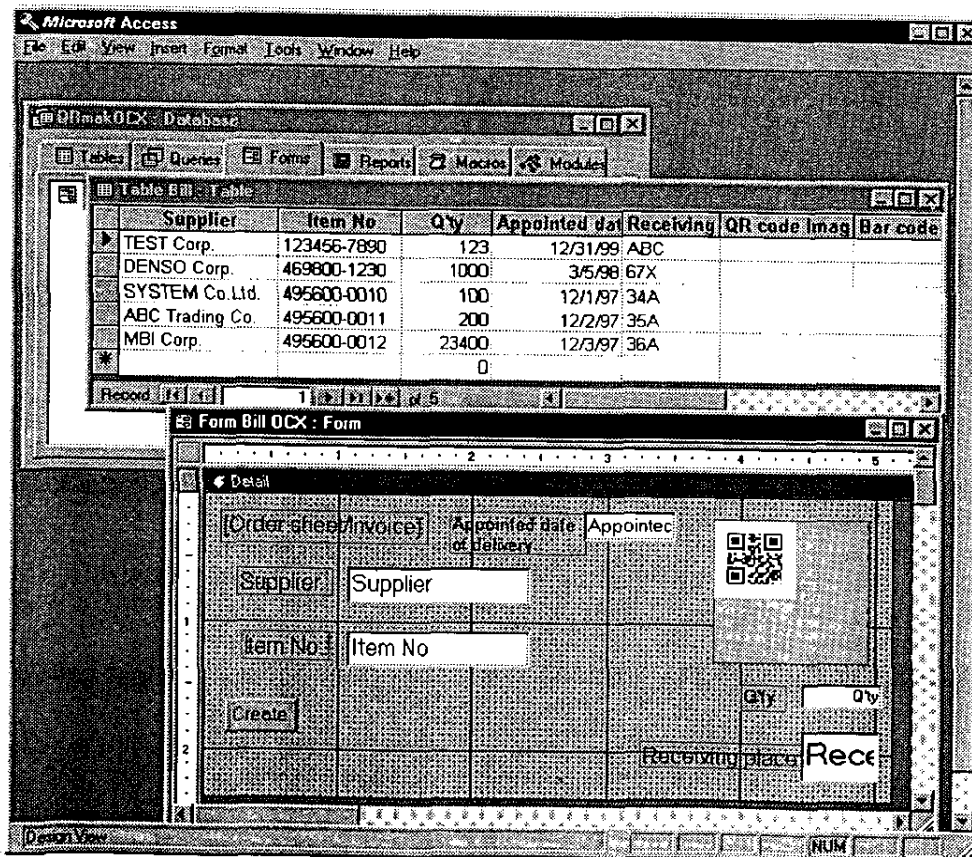 Microsoft Access
File Edit View Insert Format Tools Window Help
QRmakOCX : Database
Tables Queries Forms Reports Macros Modules
Table Bill - Table
Supplier Item No Q'ty Appointed dat Receiving QR code Imag Bar code
TEST Corp. 123456-7890 123 12/31/99 ABC
DENSO Corp. 469800-1230 1000 3/5/98 67X
SYSTEM Co.Ltd. 495600-0010 100 12/1/97 34A
ABC Trading Co. 495600-0011 200 12/2/97 35A
MBI Corp. 495600-0012 23400 12/3/97 36A
0
Record 1 of 5
Form Bill OCX : Form
1 2 3 4 5
Detail
[Order sheet/Invoice] Appointed date of delivery Appointec
Supplier Supplier
1
Item No. Item No
Q'ty Q'ty
Create
2
Receiving place Rece
Design View NUM